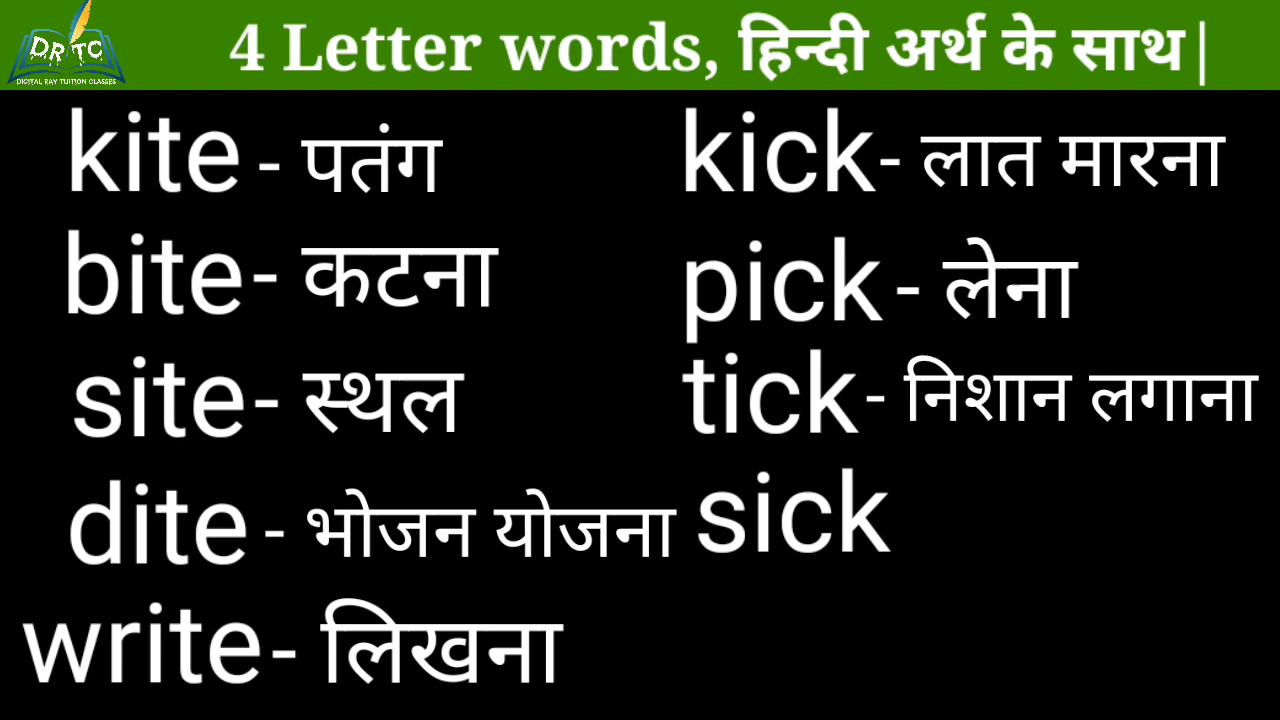 DRTC
DIGITAL RAY TUITION CLASSES
4 Letter words, हिन्दी अर्थ के साथ|
kite - पतंग
bite - कटना
site - स्थल
dite - भोजन योजना
write - लिखना
kick - लात मारना
pick - लेना
tick - निशान लगाना
sick